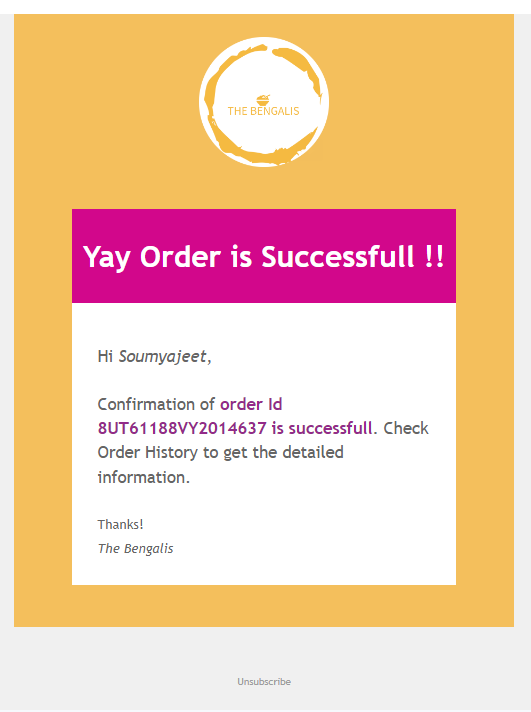 THE BENGALIS
Yay Order is Successfull !!
Hi Soumyajeet,
Confirmation of order Id
8UT61188VY2014637 is successfull. Check
Order History to get the detailed
information.
Thanks!
The Bengalis
Unsubscribe